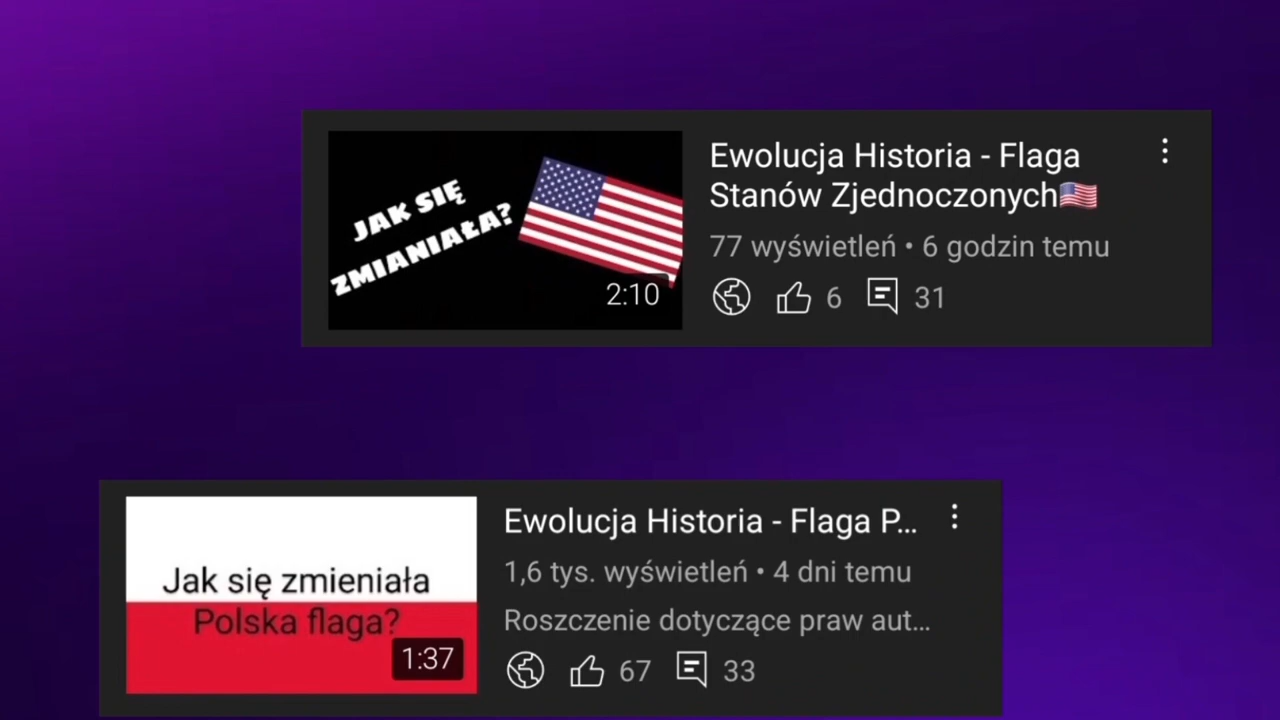 JAK SIĘ
ZMIANIAŁA?
2:10
Ewolucja Historia - Flaga
Stanów Zjednoczonych🇺🇸
77 wyświetleń • 6 godzin temu
6 31
Jak się zmieniała
Polska flaga?
1:37
Ewolucja Historia - Flaga P...
1,6 tys. wyświetleń • 4 dni temu
Roszczenie dotyczące praw aut...
67 33